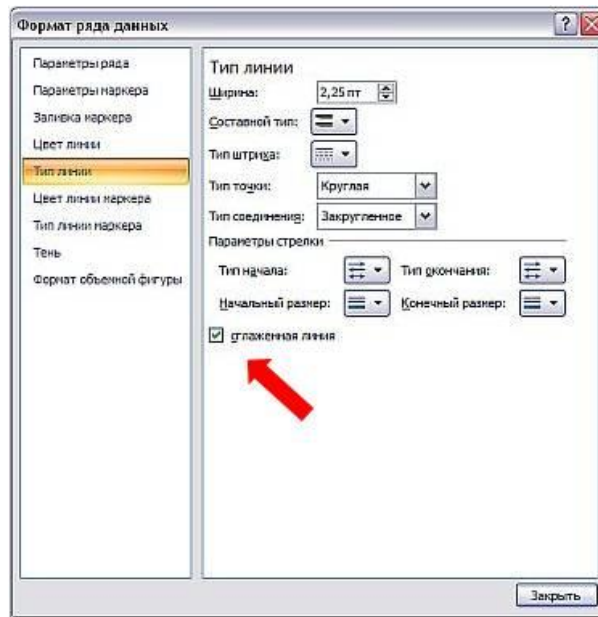 Формат ряда данных
Параметры ряда
Параметры маркера
Заливка маркера
Цвет линии
Тип линии
Цвет линии маркера
Тип линии маркера
Тень
Формат объемной фигуры
Тип линии
Ширина: 2,25 пт
Составной тип:
Тип штриха:
Тип точки: Круглая
Тип соединения: Закругленное
Параметры стрелки
Тип начала: Тип окончания:
Начальный размер: Конечный размер:
сглаженная линия
Закрыть